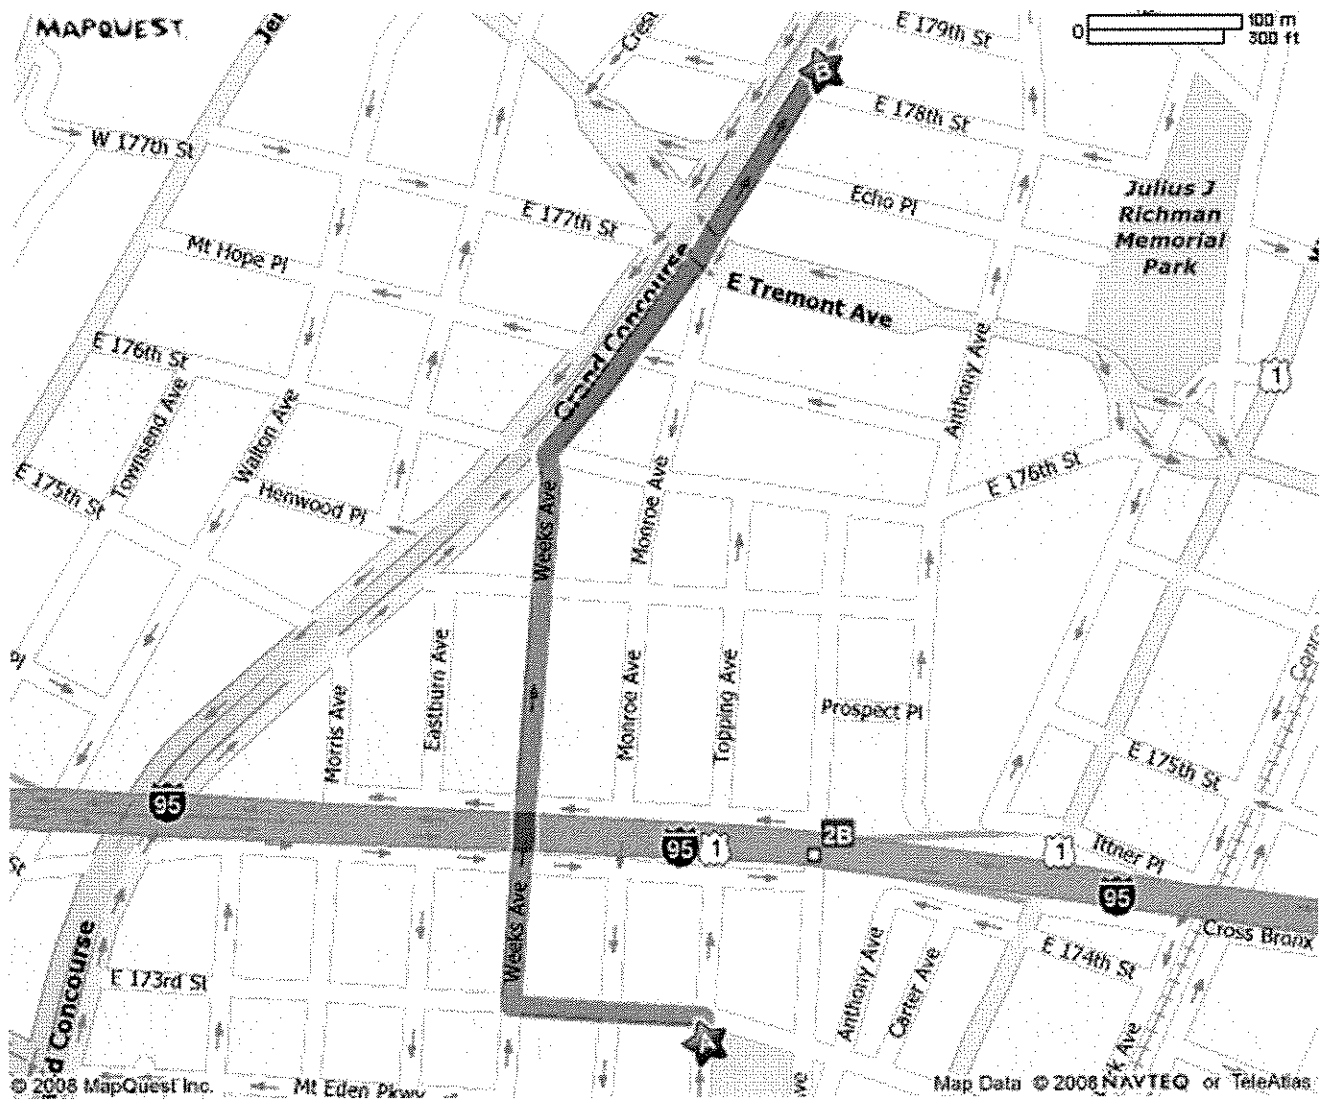 MAPQUEST
Crest
E 179th St
0
100 m
300 ft
B
E 178th St
W 177th St
E 177th St
Echo Pl
Julius J
Richman
Memorial
Park
Mt Hope Pl
Grand Concourse
E Tremont Ave
E 176th St
Anthony Ave
1
Townsend Ave
Walton Ave
E 175th St
Henwood Pl
Weeks Ave
Monroe Ave
E 176th St
Pl
Morris Ave
Eastburn Ave
Monroe Ave
Topping Ave
Prospect Pl
E 175th St
95
2B
95
1
1
Ittner Pl
95
St
Weeks Ave
Cross Bronx
E 173rd St
Anthony Ave
Carter Ave
E 174th St
A
© 2008 MapQuest Inc.
Mt Eden Pkwy
Map Data © 2008 NAVTEQ or TeleAtlas